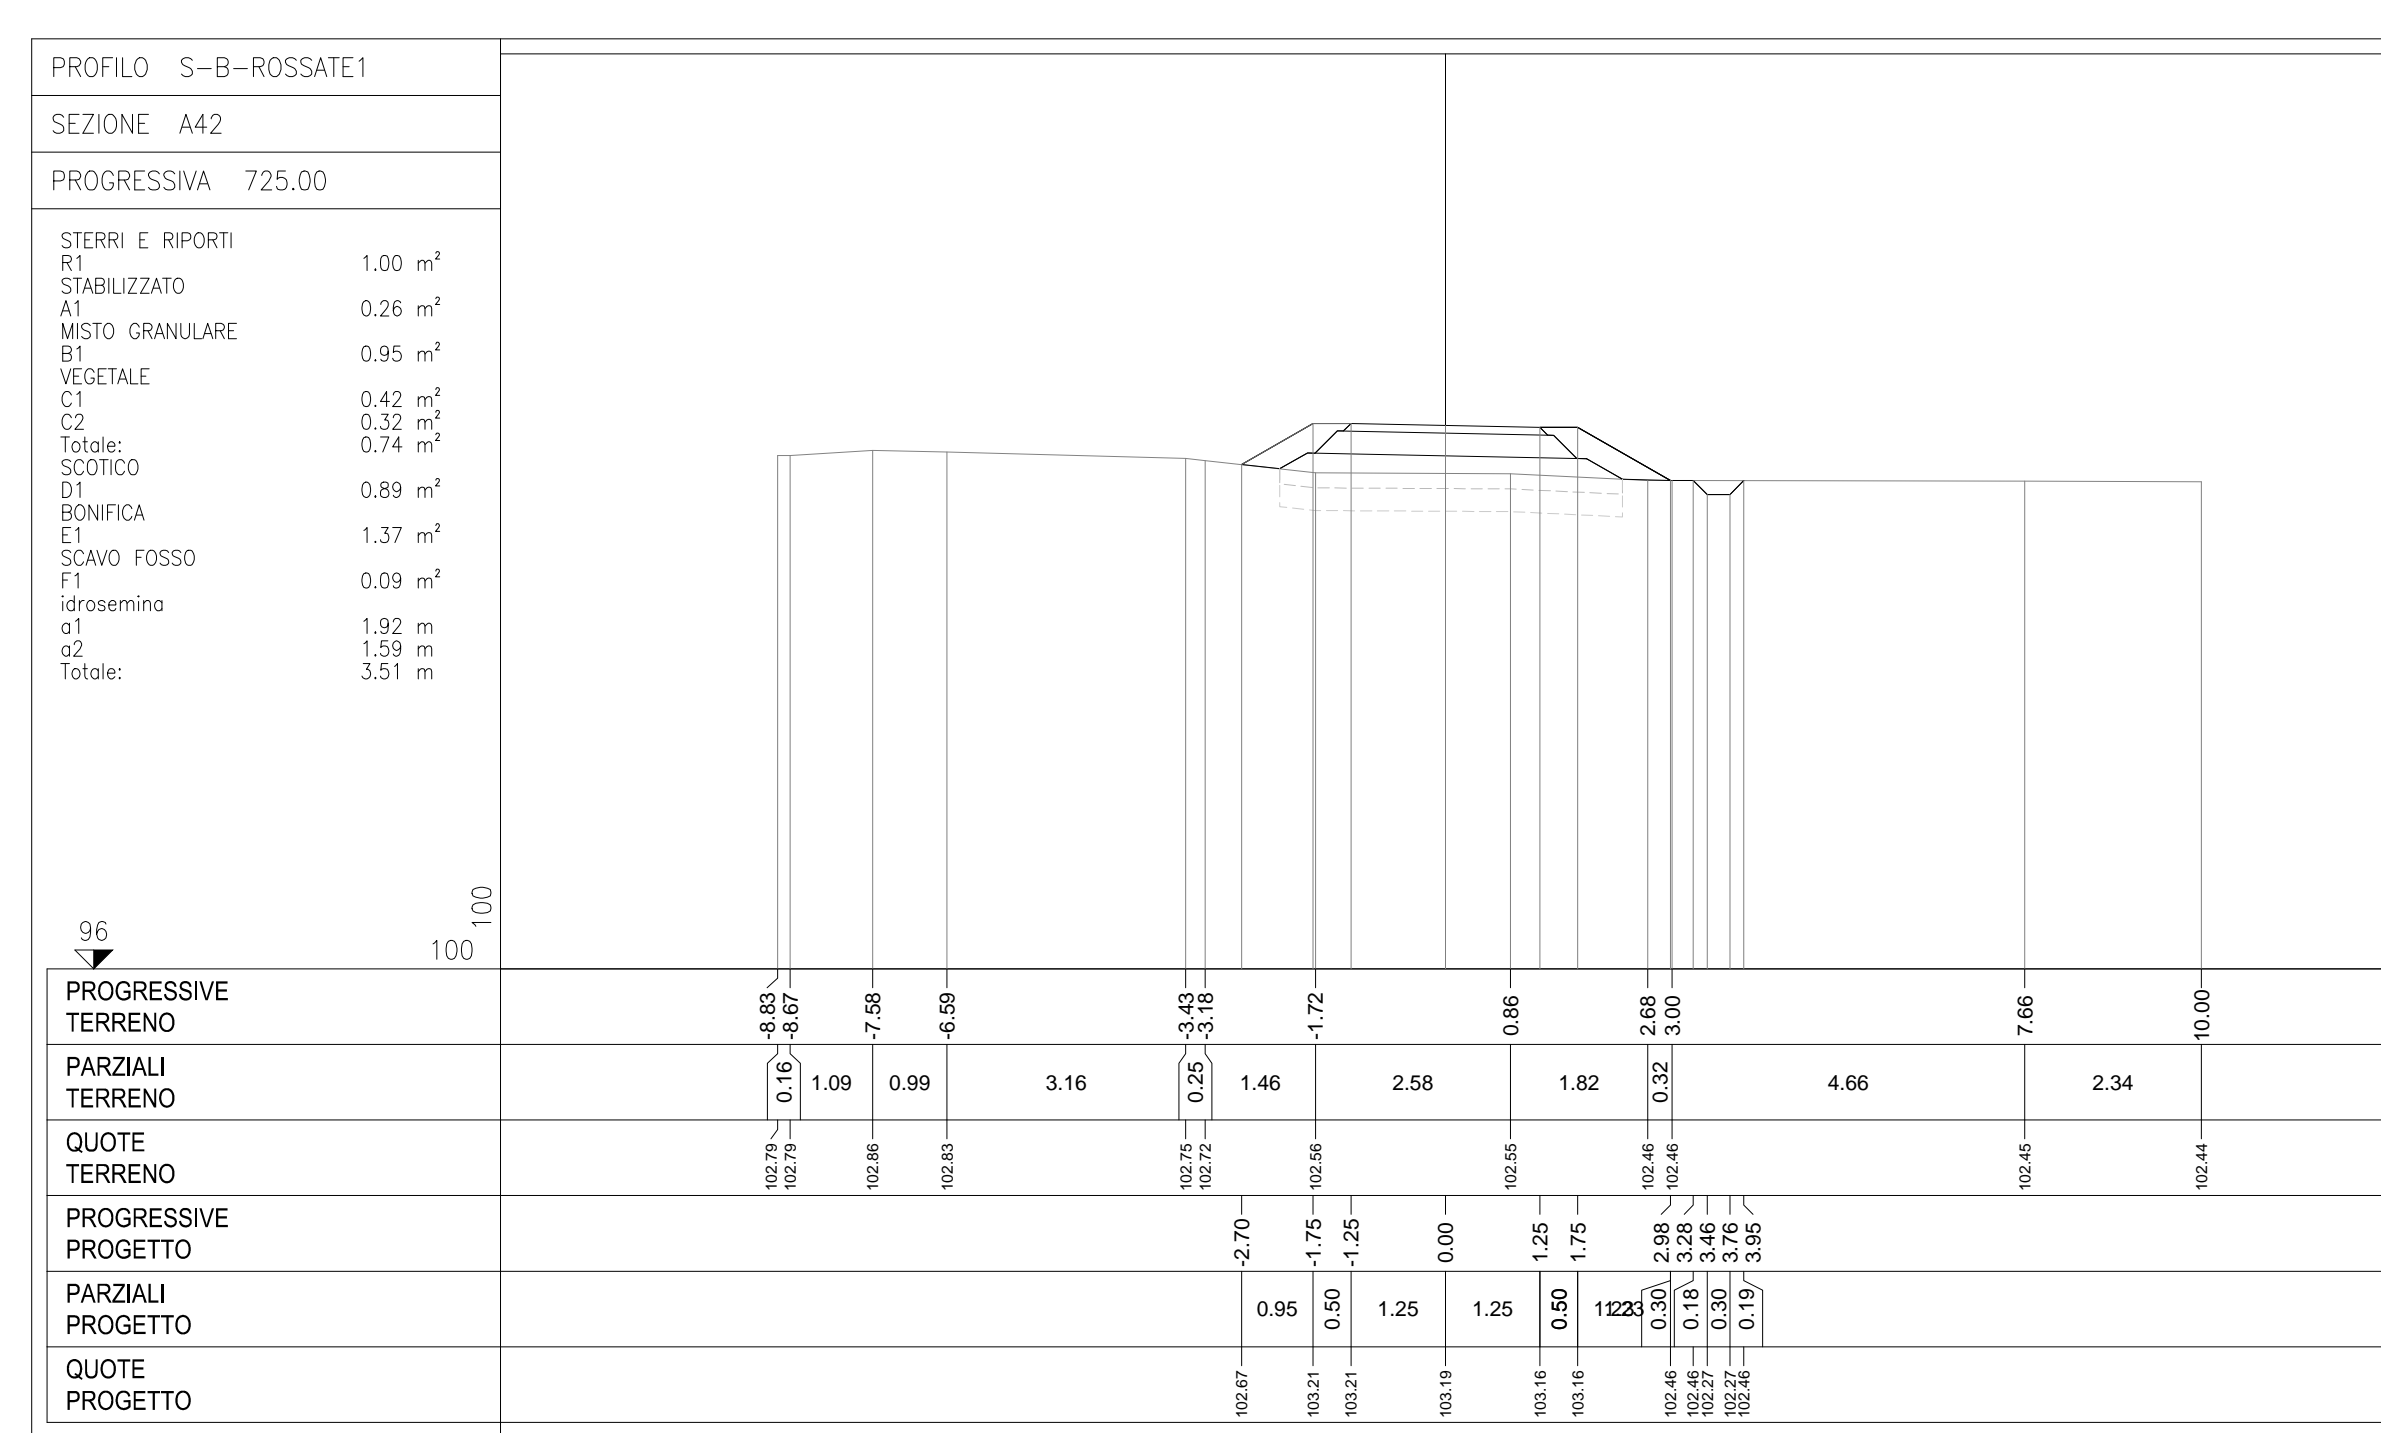 PROFILO S-B-ROSSATE1
SEZIONE A42
PROGRESSIVA 725.00
STERRI E RIPORTI
R1 1.00 m²
STABILIZZATO
A1 0.26 m²
MISTO GRANULARE
B1 0.95 m²
VEGETALE
C1 0.42 m²
C2 0.32 m²
Totale: 0.74 m²
SCOTICO
D1 0.89 m²
BONIFICA
E1 1.37 m²
SCAVO FOSSO
F1 0.09 m²
idrosemina
a1 1.92 m
a2 1.59 m
Totale: 3.51 m
100
96
100
PROGRESSIVE
TERRENO
-8.83 -8.67 -7.58 -6.59 -3.43 -3.18 -1.72 0.86 2.68 3.00 7.66 10.00
PARZIALI
TERRENO
0.16 1.09 0.99 3.16 0.25 1.46 2.58 1.82 0.32 4.66 2.34
QUOTE
TERRENO
102.79 102.79 102.86 102.83 102.75 102.72 102.56 102.55 102.46 102.46 102.45 102.44
PROGRESSIVE
PROGETTO
-2.70 -1.75 -1.25 0.00 1.25 1.75 2.98 3.28 3.46 3.76 3.95
PARZIALI
PROGETTO
0.95 0.50 1.25 1.25 0.50 0.30 0.18 0.30 0.19
QUOTE
PROGETTO
102.67 103.21 103.21 103.19 103.16 103.16 102.46 102.46 102.27 102.27 102.46